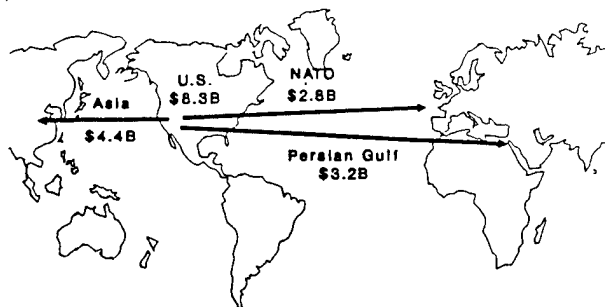 U.S.
$8.3B
NATO
$2.8B
Asia
$4.4B
Persian Gulf
$3.2B